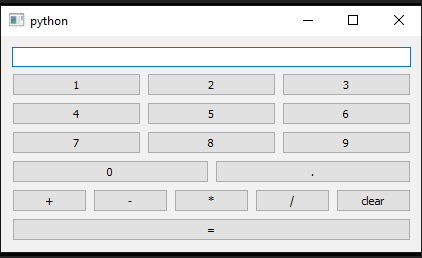 python
1 2 3
4 5 6
7 8 9
0 .
+ - * / clear
=